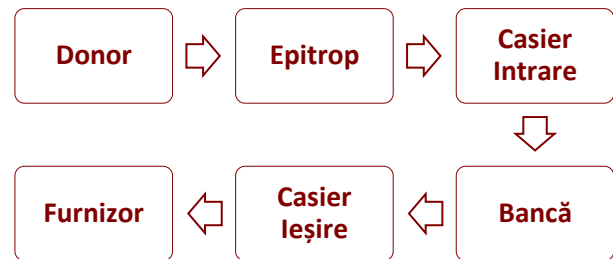 Donor
Epitrop
Casier
Intrare
Bancă
Casier
Ieșire
Furnizor